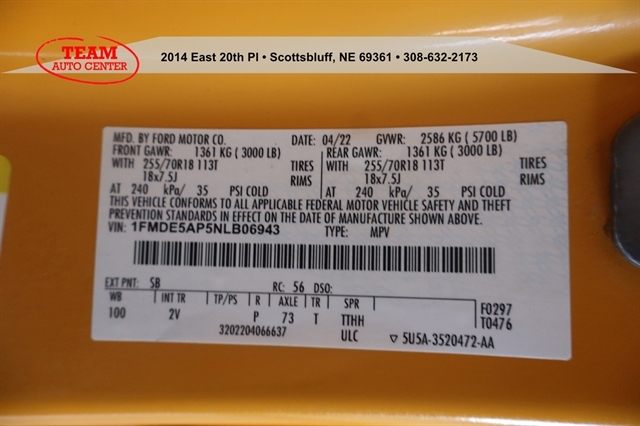 TEAM
AUTO CENTER
2014 East 20th Pl • Scottsbluff, NE 69361 • 308-632-2173
MFD. BY FORD MOTOR CO. DATE: 04/22 GVWR: 2586 KG ( 5700 LB)
FRONT GAWR: 1361 KG ( 3000 LB) REAR GAWR: 1361 KG ( 3000 LB)
WITH 255/70R18 113T TIRES WITH 255/70R18 113T TIRES
18x7.5J RIMS 18x7.5J RIMS
AT 240 kPa/ 35 PSI COLD AT 240 kPa/ 35 PSI COLD
THIS VEHICLE CONFORMS TO ALL APPLICABLE FEDERAL MOTOR VEHICLE SAFETY AND THEFT
PREVENTION STANDARDS IN EFFECT ON THE DATE OF MANUFACTURE SHOWN ABOVE.
VIN: 1FMDE5AP5NLB06943 TYPE: MPV
EXT PNT: SB RC: 56 DSO:
WB INT TR TP/PS R AXLE TR SPR F0297
100 2V P 73 T TTHH T0476
3202204066637 ULC ▽ 5U5A-3520472-AA